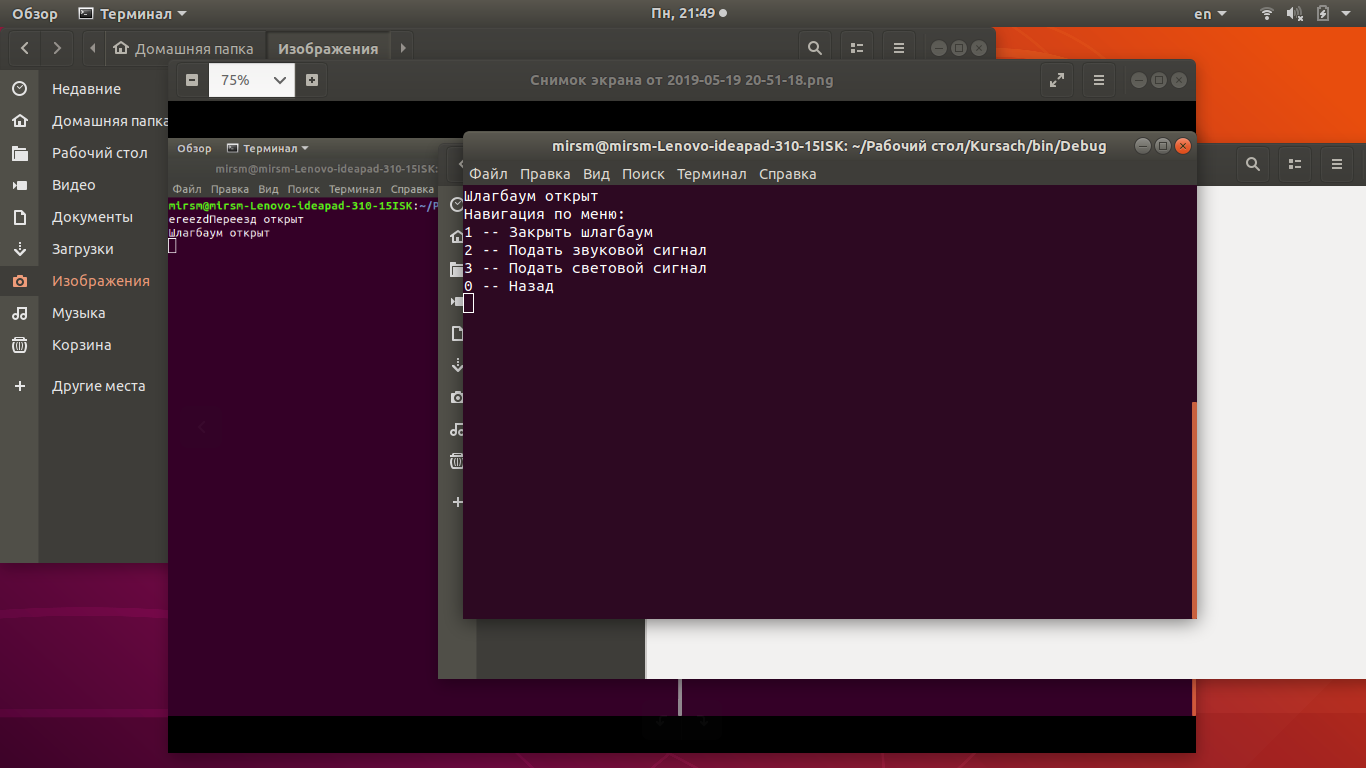 Обзор Терминал Пн, 21:49 en
Домашняя папка Изображения
75% Снимок экрана от 2019-05-19 20-51-18.png
Недавние
Домашняя папка
Рабочий стол
Видео
Документы
Загрузки
Изображения
Музыка
Корзина
Другие места
Обзор Терминал
mirsm@mirsm-Lenovo-ideapad-310-15ISK:
Файл Правка Вид Поиск Терминал Справка
mirsm@mirsm-Lenovo-ideapad-310-15ISK:~/Р
ereezdПереезд открыт
Шлагбаум открыт
mirsm@mirsm-Lenovo-ideapad-310-15ISK: ~/Рабочий стол/Kursach/bin/Debug
Файл Правка Вид Поиск Терминал Справка
Шлагбаум открыт
Навигация по меню:
1 -- Закрыть шлагбаум
2 -- Подать звуковой сигнал
3 -- Подать световой сигнал
0 -- Назад